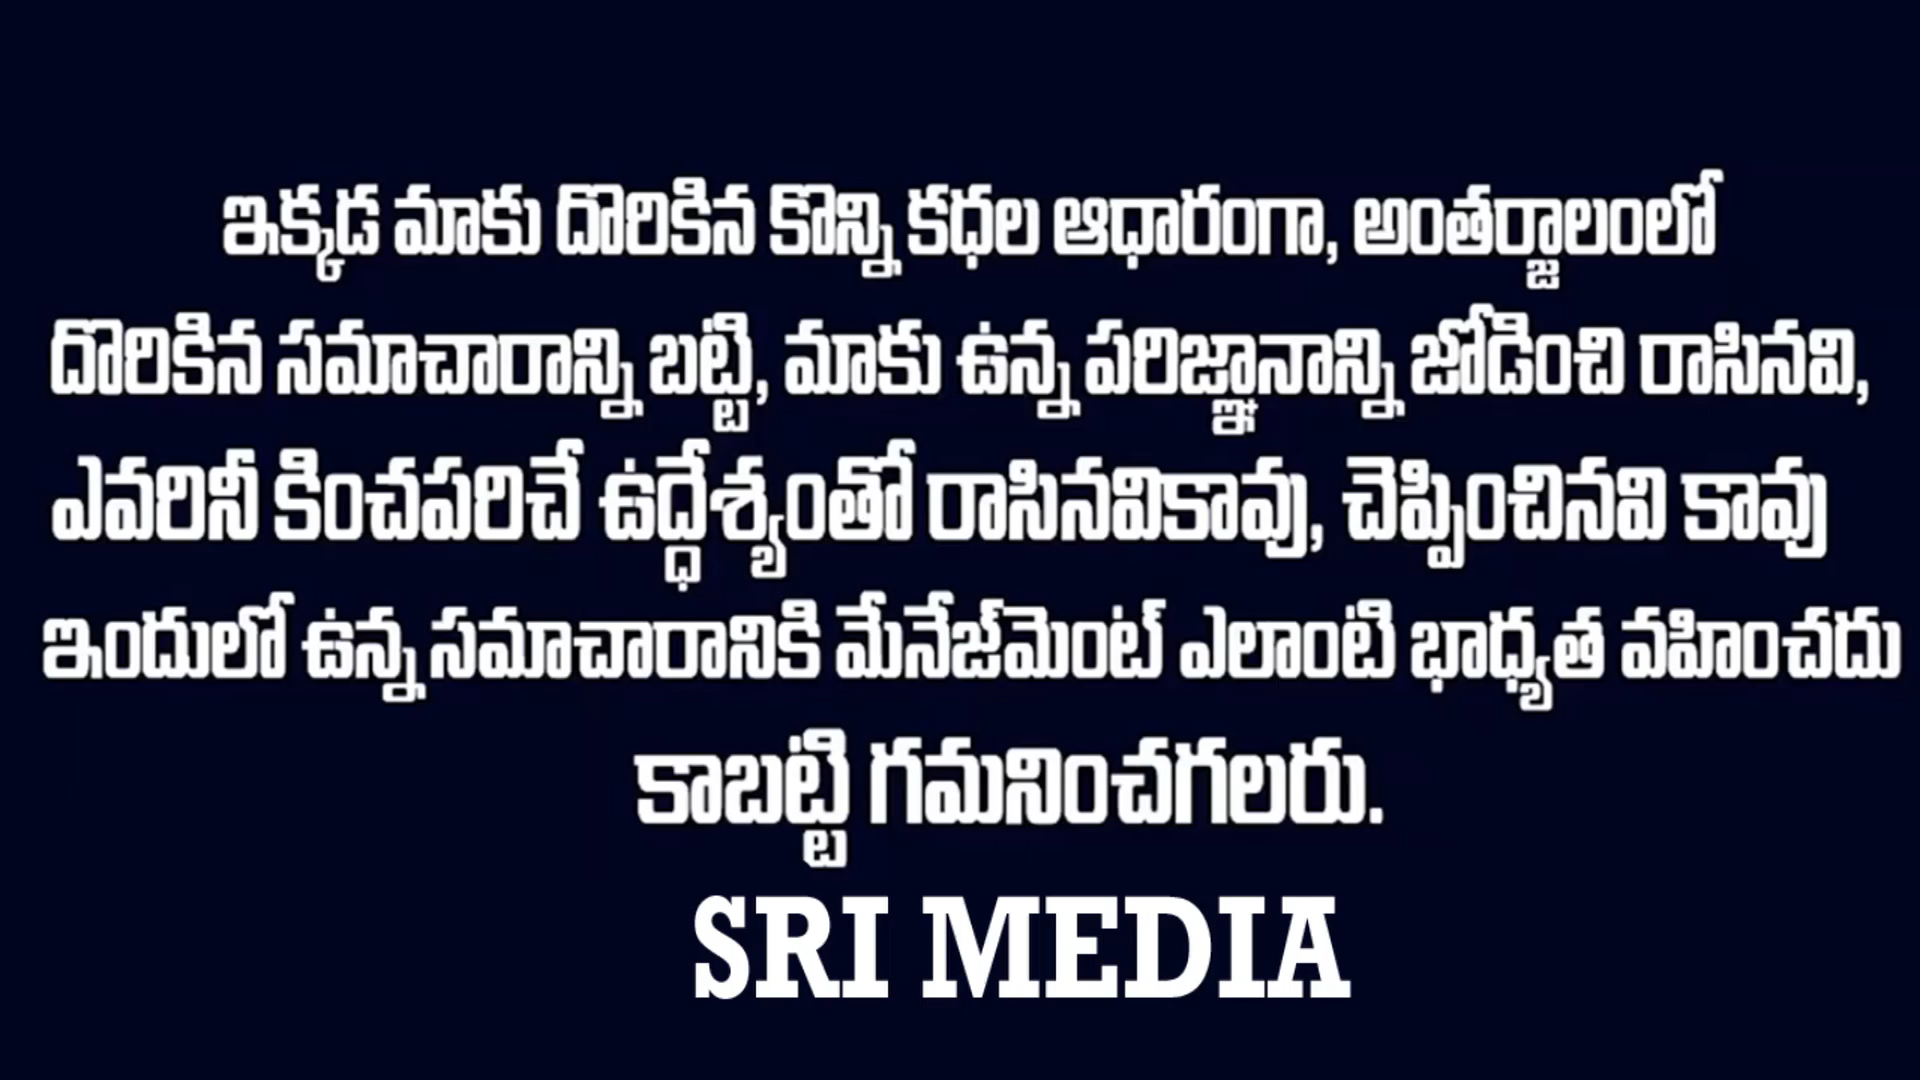 ఇక్కడ మాకు దొరికిన కొన్ని కధల ఆధారంగా, అంతర్జాలంలో
దొరికిన సమాచారాన్ని బట్టి, మాకు ఉన్న పరిజ్ఞానాన్ని జోడించి రాసినవి,
ఎవరినీ కించపరిచే ఉద్ధేశ్యంతో రాసినవికావు, చెప్పించినవి కావు
ఇందులో ఉన్న సమాచారానికి మేనేజ్‌మెంట్ ఎలాంటి భాధ్యత వహించదు
కాబట్టి గమనించగలరు.
SRI MEDIA